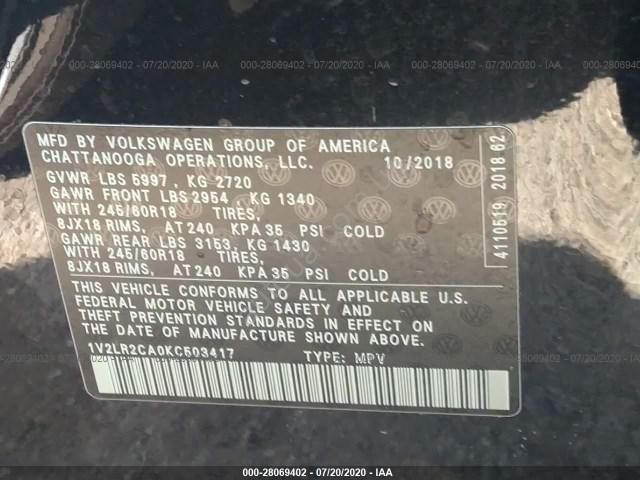 000-28069402 - 07/20/2020 - IAA
MFD BY VOLKSWAGEN GROUP OF AMERICA
CHATTANOOGA OPERATIONS, LLC. 10/2018
GVWR LBS 5997, KG 2720
GAWR FRONT LBS 2954, KG 1340
WITH 245/60R18 TIRES,
8JX18 RIMS, AT 240 KPA 35 PSI COLD
GAWR REAR LBS 3153, KG 1430
WITH 245/60R18 TIRES,
8JX18 RIMS, AT 240 KPA 35 PSI COLD
THIS VEHICLE CONFORMS TO ALL APPLICABLE U.S.
FEDERAL MOTOR VEHICLE SAFETY AND
THEFT PREVENTION STANDARDS IN EFFECT ON
THE DATE OF MANUFACTURE SHOWN ABOVE.
1V2LR2CA0KC503417 TYPE: MPV
4110519 2018 62
000-28069402 - 07/20/2020 - IAA